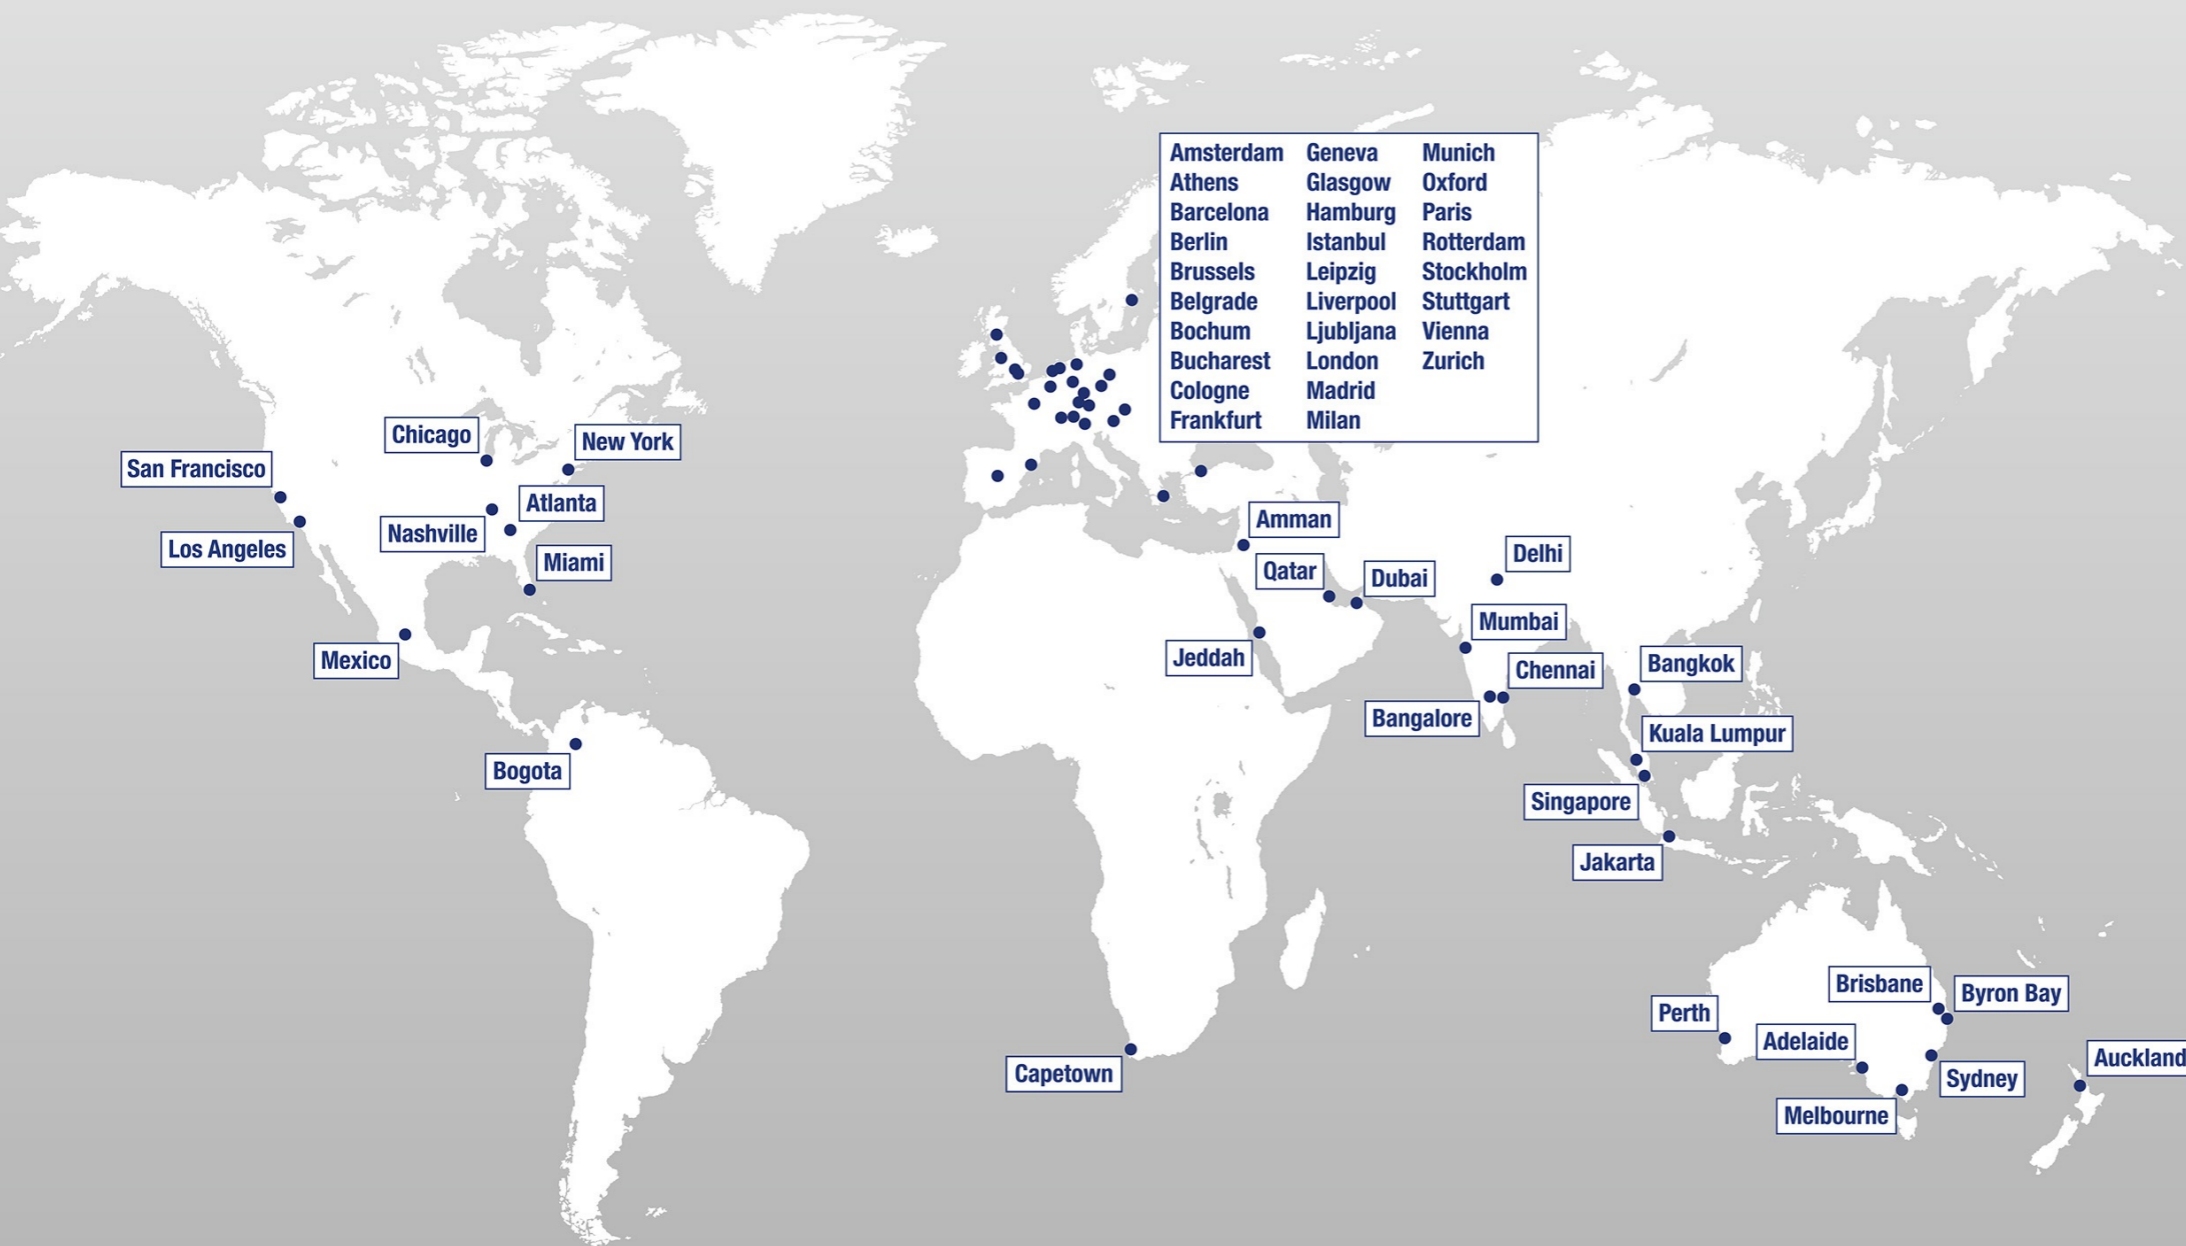 Amsterdam Geneva Munich
Athens Glasgow Oxford
Barcelona Hamburg Paris
Berlin Istanbul Rotterdam
Brussels Leipzig Stockholm
Belgrade Liverpool Stuttgart
Bochum Ljubljana Vienna
Bucharest London Zurich
Cologne Madrid
Frankfurt Milan
Chicago
New York
San Francisco
Atlanta
Nashville
Los Angeles
Miami
Mexico
Bogota
Amman
Qatar
Dubai
Delhi
Jeddah
Mumbai
Chennai
Bangalore
Bangkok
Kuala Lumpur
Singapore
Jakarta
Capetown
Brisbane
Byron Bay
Perth
Adelaide
Sydney
Melbourne
Auckland